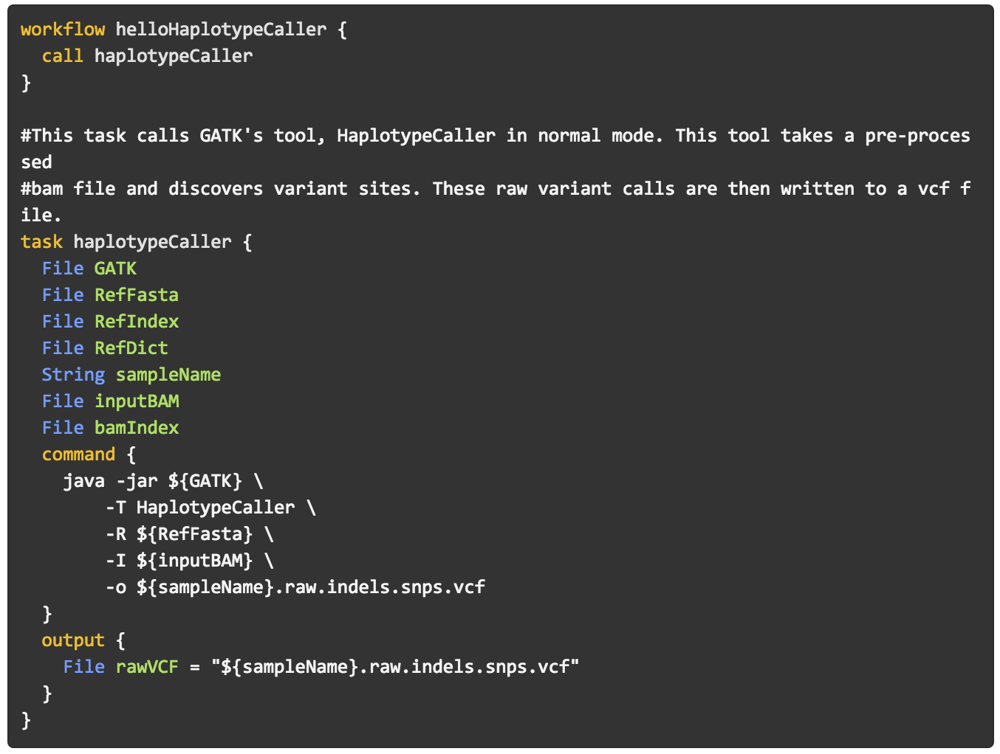 workflow helloHaplotypeCaller {
  call haplotypeCaller
}

#This task calls GATK's tool, HaplotypeCaller in normal mode. This tool takes a pre-proces
sed
#bam file and discovers variant sites. These raw variant calls are then written to a vcf f
ile.
task haplotypeCaller {
  File GATK
  File RefFasta
  File RefIndex
  File RefDict
  String sampleName
  File inputBAM
  File bamIndex
  command {
    java -jar ${GATK} \
        -T HaplotypeCaller \
        -R ${RefFasta} \
        -I ${inputBAM} \
        -o ${sampleName}.raw.indels.snps.vcf
  }
  output {
    File rawVCF = "${sampleName}.raw.indels.snps.vcf"
  }
}